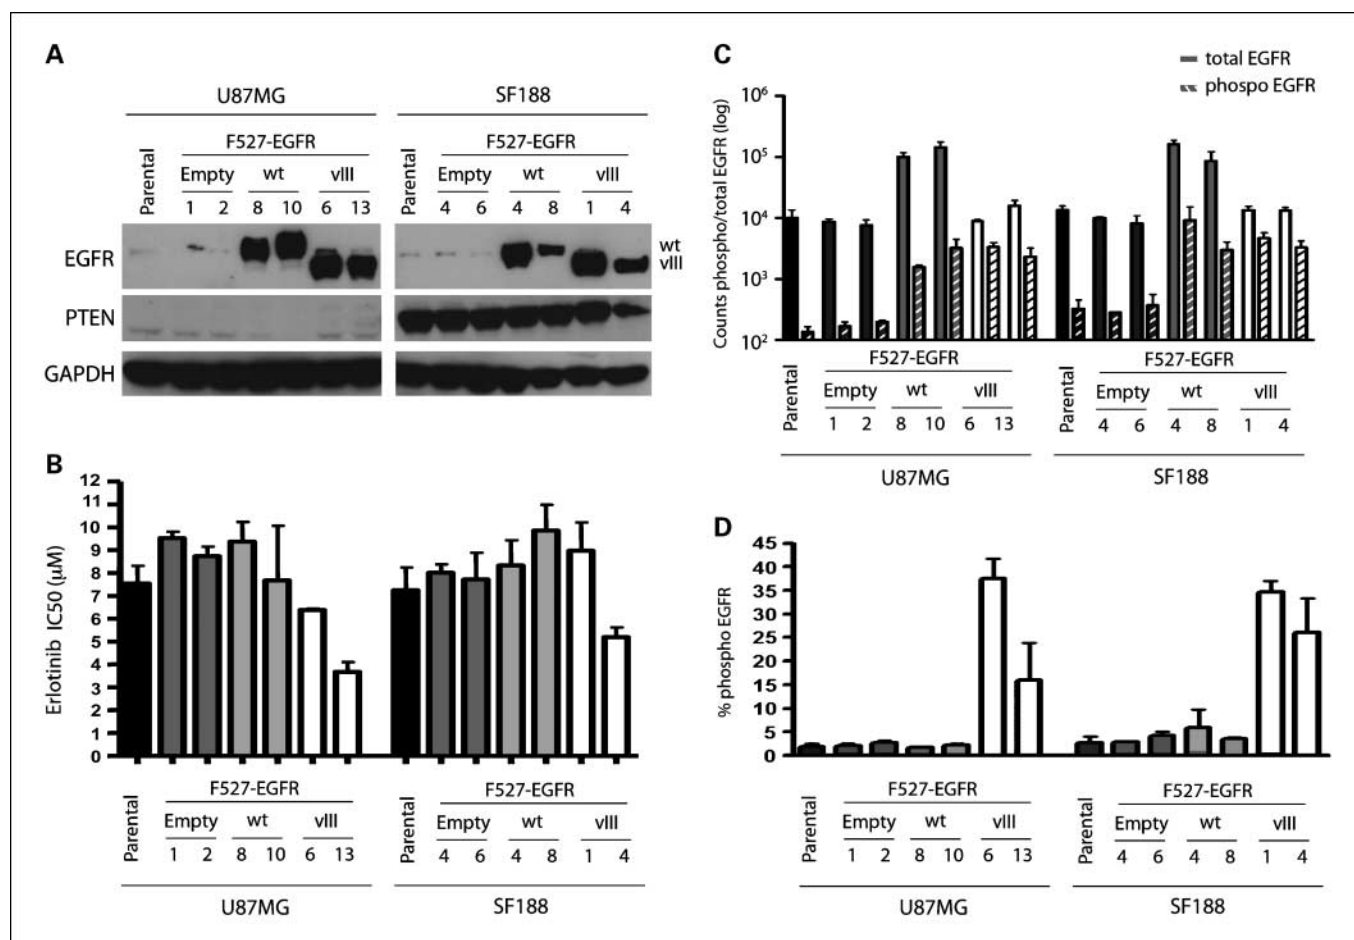 A
U87MG SF188
F527-EGFR F527-EGFR
Parental Empty wt vIII Parental Empty wt vIII
1 2 8 10 6 13 4 6 4 8 1 4
EGFR
wt
vIII
PTEN
GAPDH
B
12
11
10
9
8
7
6
5
4
3
2
1
0
Erlotinib IC50 (μM)
F527-EGFR F527-EGFR
Parental Empty wt vIII Parental Empty wt vIII
1 2 8 10 6 13 4 6 4 8 1 4
U87MG SF188
C
total EGFR
phospo EGFR
10⁶
10⁵
10⁴
10³
10²
Counts phospho/total EGFR (log)
F527-EGFR F527-EGFR
Parental Empty wt vIII Parental Empty wt vIII
1 2 8 10 6 13 4 6 4 8 1 4
U87MG SF188
D
45
40
35
30
25
20
15
10
5
0
% phospho EGFR
F527-EGFR F527-EGFR
Parental Empty wt vIII Parental Empty wt vIII
1 2 8 10 6 13 4 6 4 8 1 4
U87MG SF188